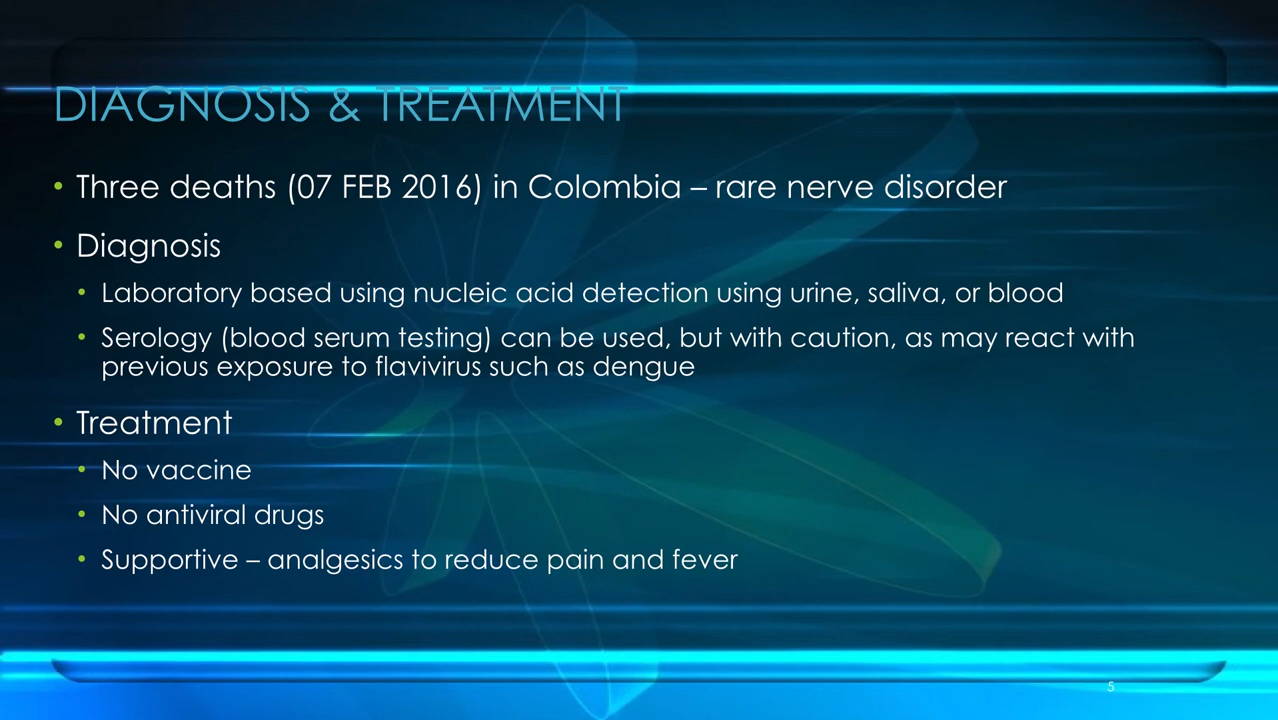 DIAGNOSIS & TREATMENT
• Three deaths (07 FEB 2016) in Colombia – rare nerve disorder
• Diagnosis
• Laboratory based using nucleic acid detection using urine, saliva, or blood
• Serology (blood serum testing) can be used, but with caution, as may react with
previous exposure to flavivirus such as dengue
• Treatment
• No vaccine
• No antiviral drugs
• Supportive – analgesics to reduce pain and fever
5